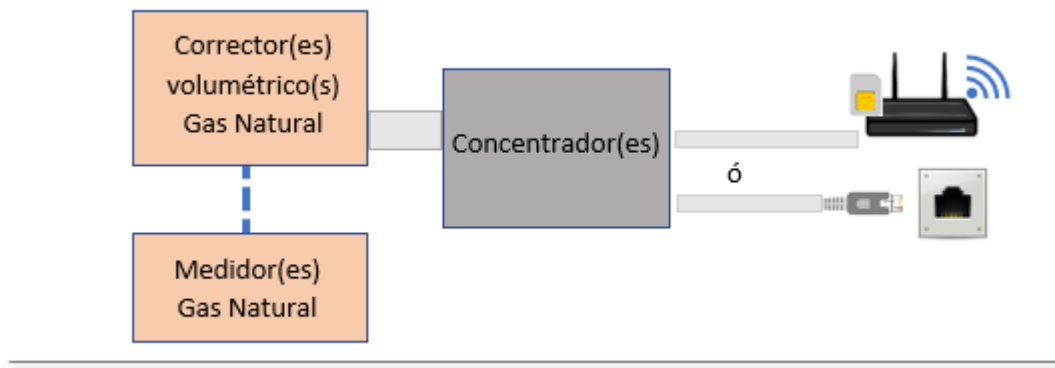 Corrector(es)
volumétrico(s)
Gas Natural
Concentrador(es)
ó
Medidor(es)
Gas Natural